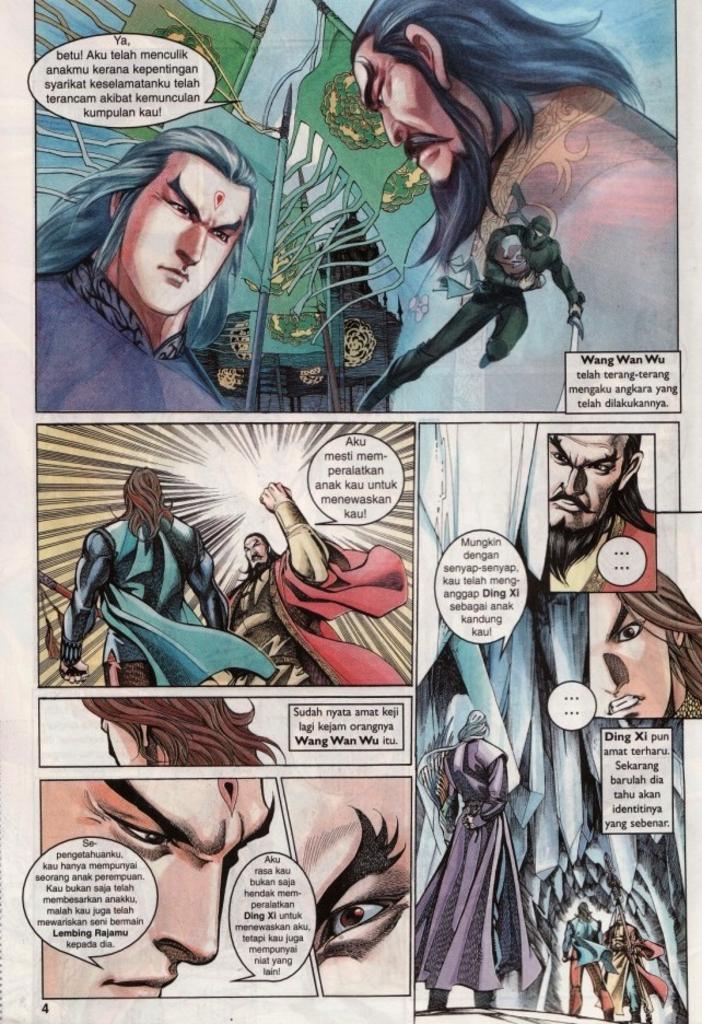 Ya,
betu! Aku telah menculik
anakmu kerana kepentingan
syarikat keselamatanku telah
terancam akibat kemunculan
kumpulan kau!
Wang Wan Wu
telah terang-terang
mengaku angkara yang
telah dilakukannya.
Aku
mesti mem-
peralatkan
anak kau untuk
menewaskan
kau!
Sudah nyata amat keji
lagi kejam orangnya
Wang Wan Wu itu.
Se-
pengetahuanku,
kau hanya mempunyai
seorang anak perempuan.
Kau bukan saja telah
membesarkan anakku,
malah kau juga telah
mewariskan seni bermain
Lembing Rajamu
kepada dia.
Aku
rasa kau
bukan saja
hendak mem-
peralatkan
Ding Xi untuk
menewaskan aku,
tetapi kau juga
mempunyai
niat yang
lain!
Mungkin
dengan
senyap-senyap,
kau telah meng-
anggap Ding Xi
sebagai anak
kandung
kau!
...
...
...
...
Ding Xi pun
amat terharu.
Sekarang
barulah dia
tahu akan
identitinya
yang sebenar.
4